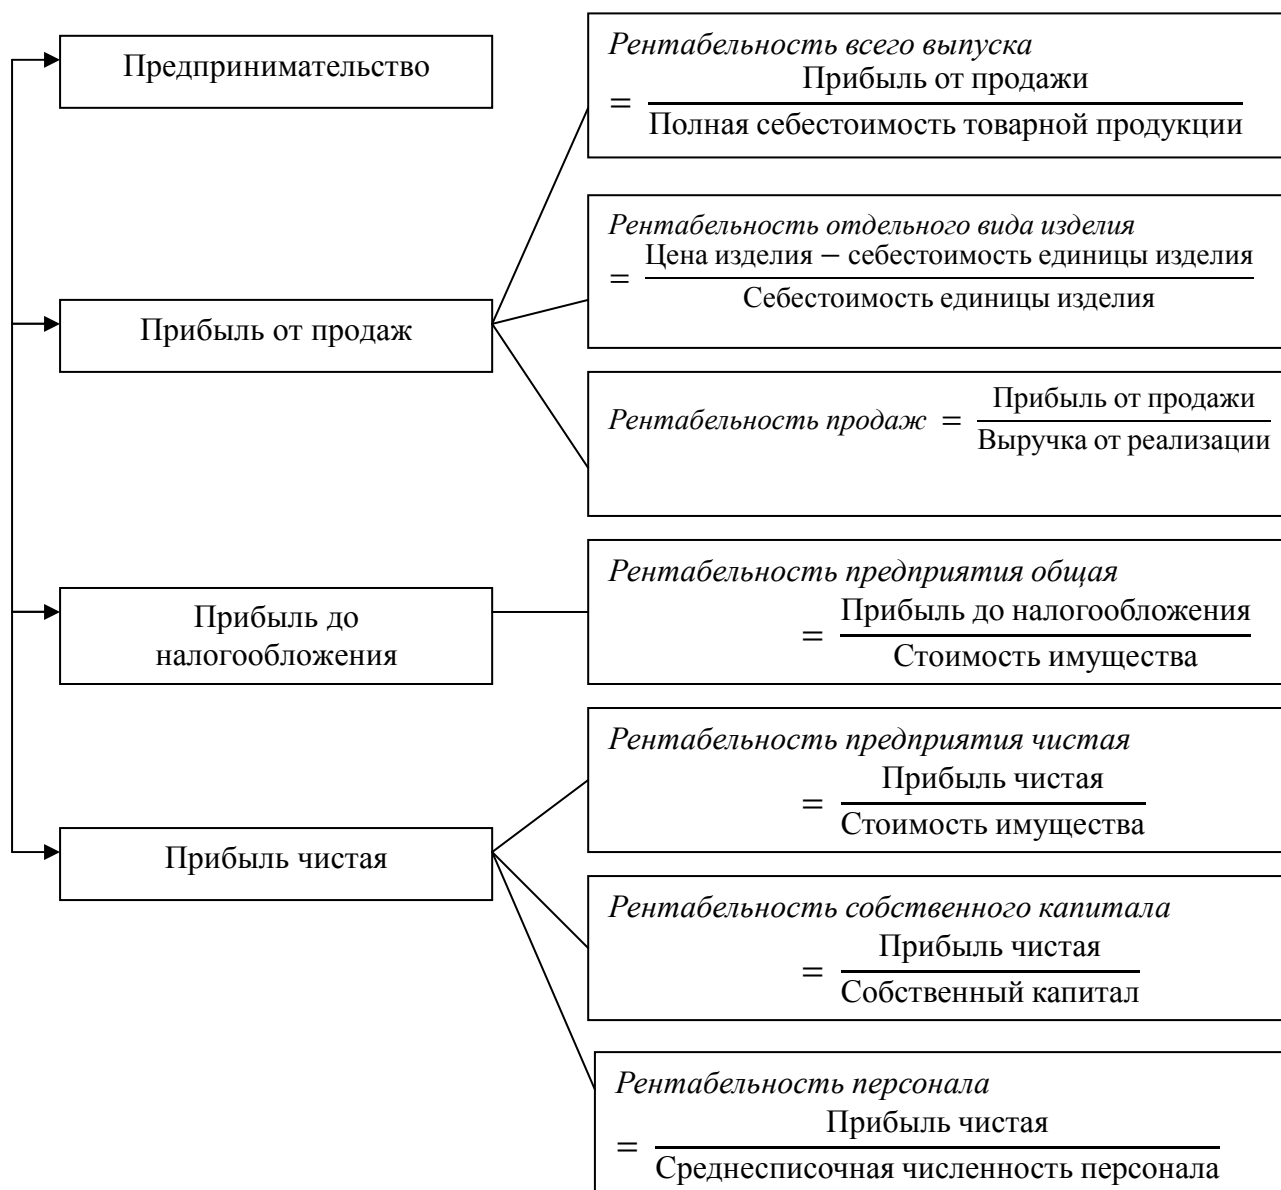 Предпринимательство
Рентабельность всего выпуска
= Прибыль от продажи
Полная себестоимость товарной продукции
Рентабельность отдельного вида изделия
= Цена изделия − себестоимость единицы изделия
Себестоимость единицы изделия
Прибыль от продаж
Рентабельность продаж = Прибыль от продажи
Выручка от реализации
Прибыль до
налогообложения
Рентабельность предприятия общая
= Прибыль до налогообложения
Стоимость имущества
Прибыль чистая
Рентабельность предприятия чистая
= Прибыль чистая
Стоимость имущества
Рентабельность собственного капитала
= Прибыль чистая
Собственный капитал
Рентабельность персонала
= Прибыль чистая
Среднесписочная численность персонала